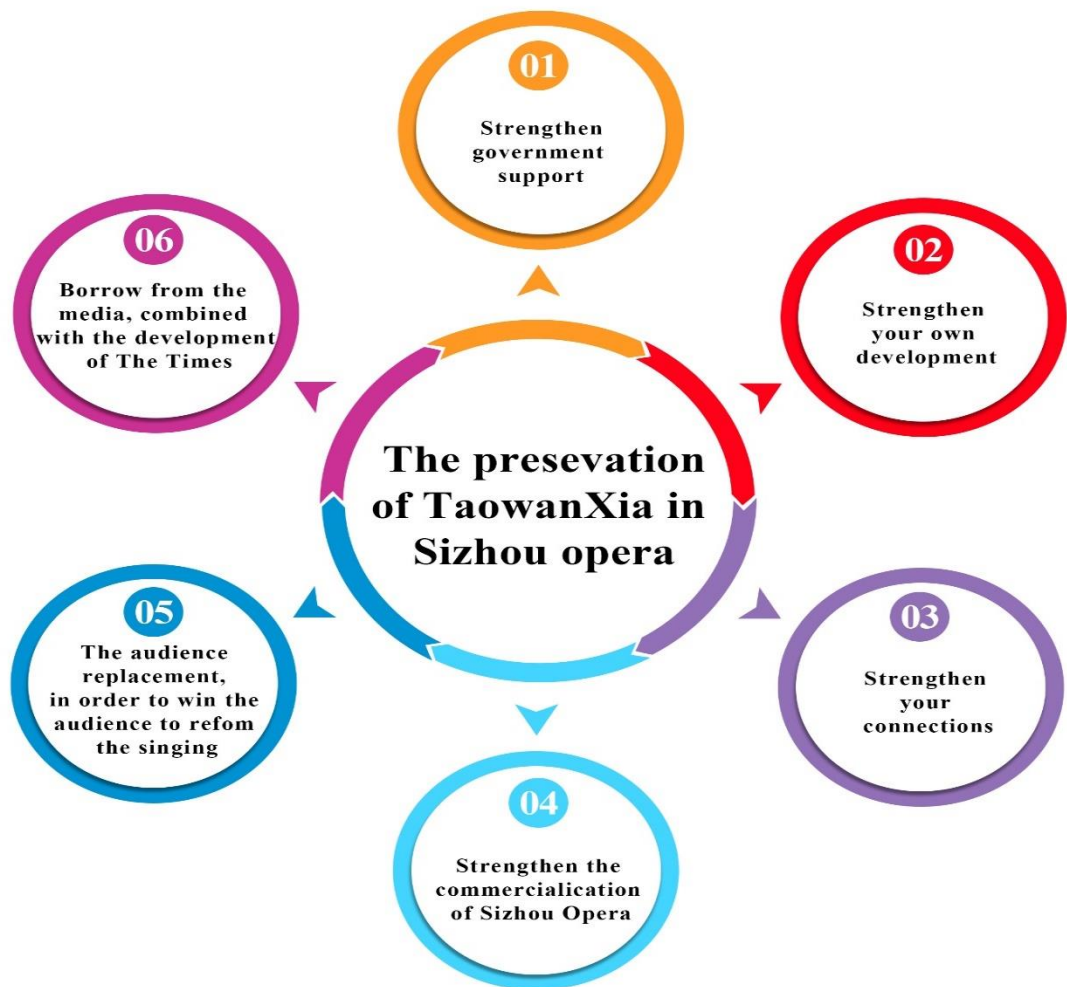 01
Strengthen
government
support
02
Strengthen
your own
development
03
Strengthen
your
connections
04
Strengthen the
commercialication
of Sizhou Opera
05
The audience
replacement,
in order to win the
audience to refom
the singing
06
Borrow from the
media, combined
with the development
of The Times
The presevation
of TaowanXia in
Sizhou opera